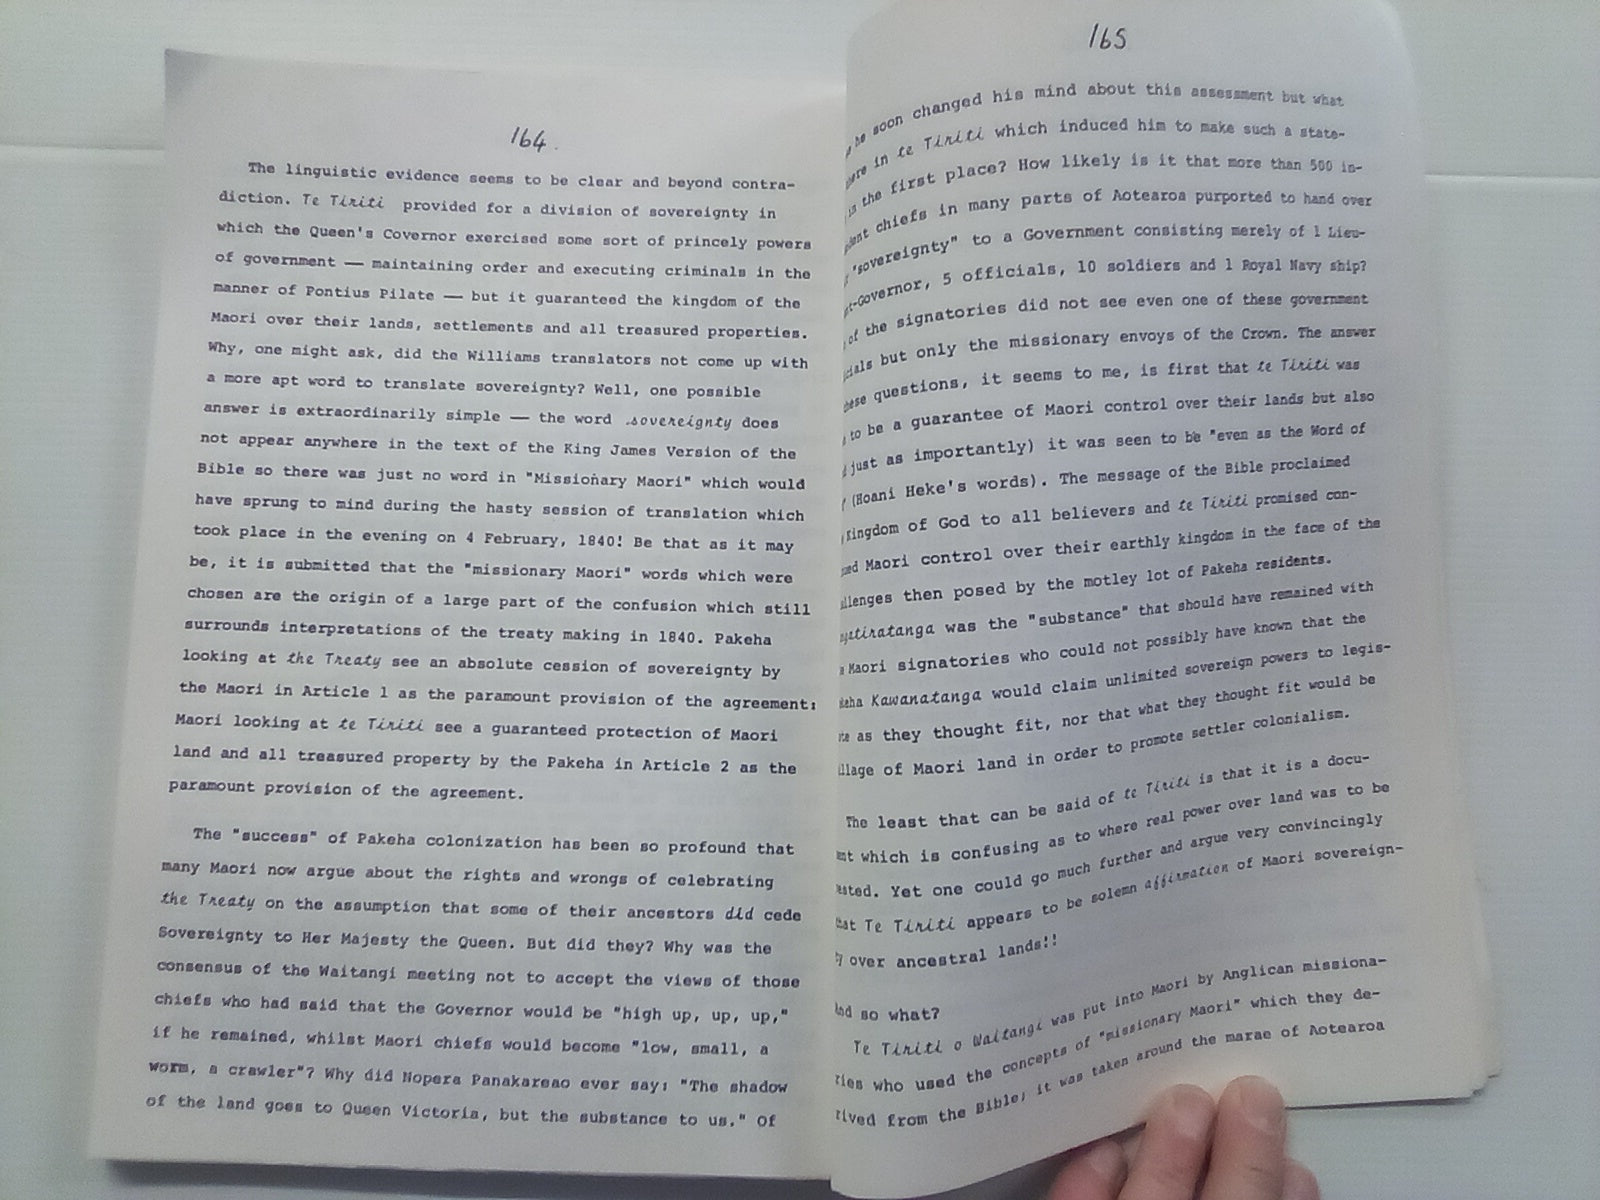 164.
The linguistic evidence seems to be clear and beyond contra-
diction. Te Tiriti provided for a division of sovereignty in
which the Queen's Covernor exercised some sort of princely powers
of government — maintaining order and executing criminals in the
manner of Pontius Pilate — but it guaranteed the kingdom of the
Maori over their lands, settlements and all treasured properties.
Why, one might ask, did the Williams translators not come up with
a more apt word to translate sovereignty? Well, one possible
answer is extraordinarily simple — the word sovereignty does
not appear anywhere in the text of the King James Version of the
Bible so there was just no word in "Missionary Maori" which would
have sprung to mind during the hasty session of translation which
took place in the evening on 4 February, 1840! Be that as it may
be, it is submitted that the "missionary Maori" words which were
chosen are the origin of a large part of the confusion which still
surrounds interpretations of the treaty making in 1840. Pakeha
looking at the Treaty see an absolute cession of sovereignty by
the Maori in Article 1 as the paramount provision of the agreement:
Maori looking at te Tiriti see a guaranteed protection of Maori
land and all treasured property by the Pakeha in Article 2 as the
paramount provision of the agreement.
The "success" of Pakeha colonization has been so profound that
many Maori now argue about the rights and wrongs of celebrating
the Treaty on the assumption that some of their ancestors did cede
Sovereignty to Her Majesty the Queen. But did they? Why was the
consensus of the Waitangi meeting not to accept the views of those
chiefs who had said that the Governor would be "high up, up, up,"
if he remained, whilst Maori chiefs would become "low, small, a
worm, a crawler"? Why did Nopera Panakareao ever say: "The shadow
of the land goes to Queen Victoria, but the substance to us." Of
165
he soon changed his mind about this assessment but what
in te Tiriti which induced him to make such a state-
in the first place? How likely is it that more than 500 in-
chiefs in many parts of Aotearoa purported to hand over
"sovereignty" to a Government consisting merely of 1 Lieu-
-Governor, 5 officials, 10 soldiers and 1 Royal Navy ship?
of the signatories did not see even one of these government
but only the missionary envoys of the Crown. The answer
questions, it seems to me, is first that te Tiriti was
to be a guarantee of Maori control over their lands but also
just as importantly) it was seen to be "even as the Word of
(Hoani Heke's words). The message of the Bible proclaimed
Kingdom of God to all believers and te Tiriti promised con-
Maori control over their earthly kingdom in the face of the
then posed by the motley lot of Pakeha residents.
was the "substance" that should have remained with
Maori signatories who could not possibly have known that the
Kawanatanga would claim unlimited sovereign powers to legis-
as they thought fit, nor that what they thought fit would be
of Maori land in order to promote settler colonialism.
The least that can be said of te Tiriti is that it is a docu-
which is confusing as to where real power over land was to be
Yet one could go much further and argue very convincingly
Te Tiriti appears to be solemn affirmation of Maori sovereign-
over ancestral lands!!
so what?
Te Tiriti o Waitangi was put into Maori by Anglican missiona-
ries who used the concepts of "missionary Maori" which they de-
rived from the Bible; it was taken around the marae of Aotearoa